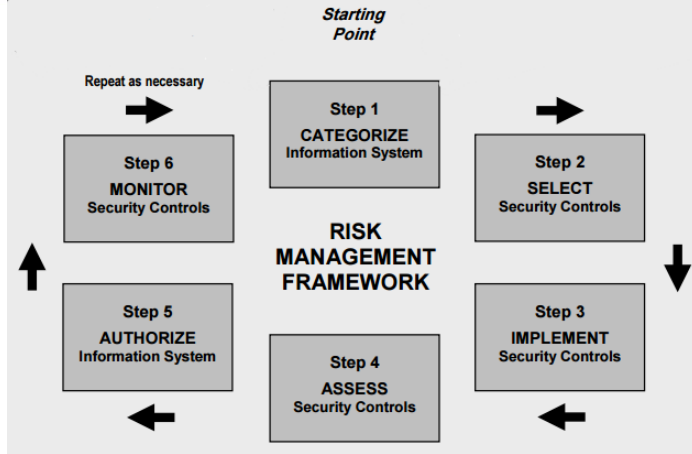 Starting
Point
Repeat as necessary
Step 1
CATEGORIZE
Information System
Step 2
SELECT
Security Controls
Step 3
IMPLEMENT
Security Controls
Step 4
ASSESS
Security Controls
Step 5
AUTHORIZE
Information System
Step 6
MONITOR
Security Controls
RISK
MANAGEMENT
FRAMEWORK